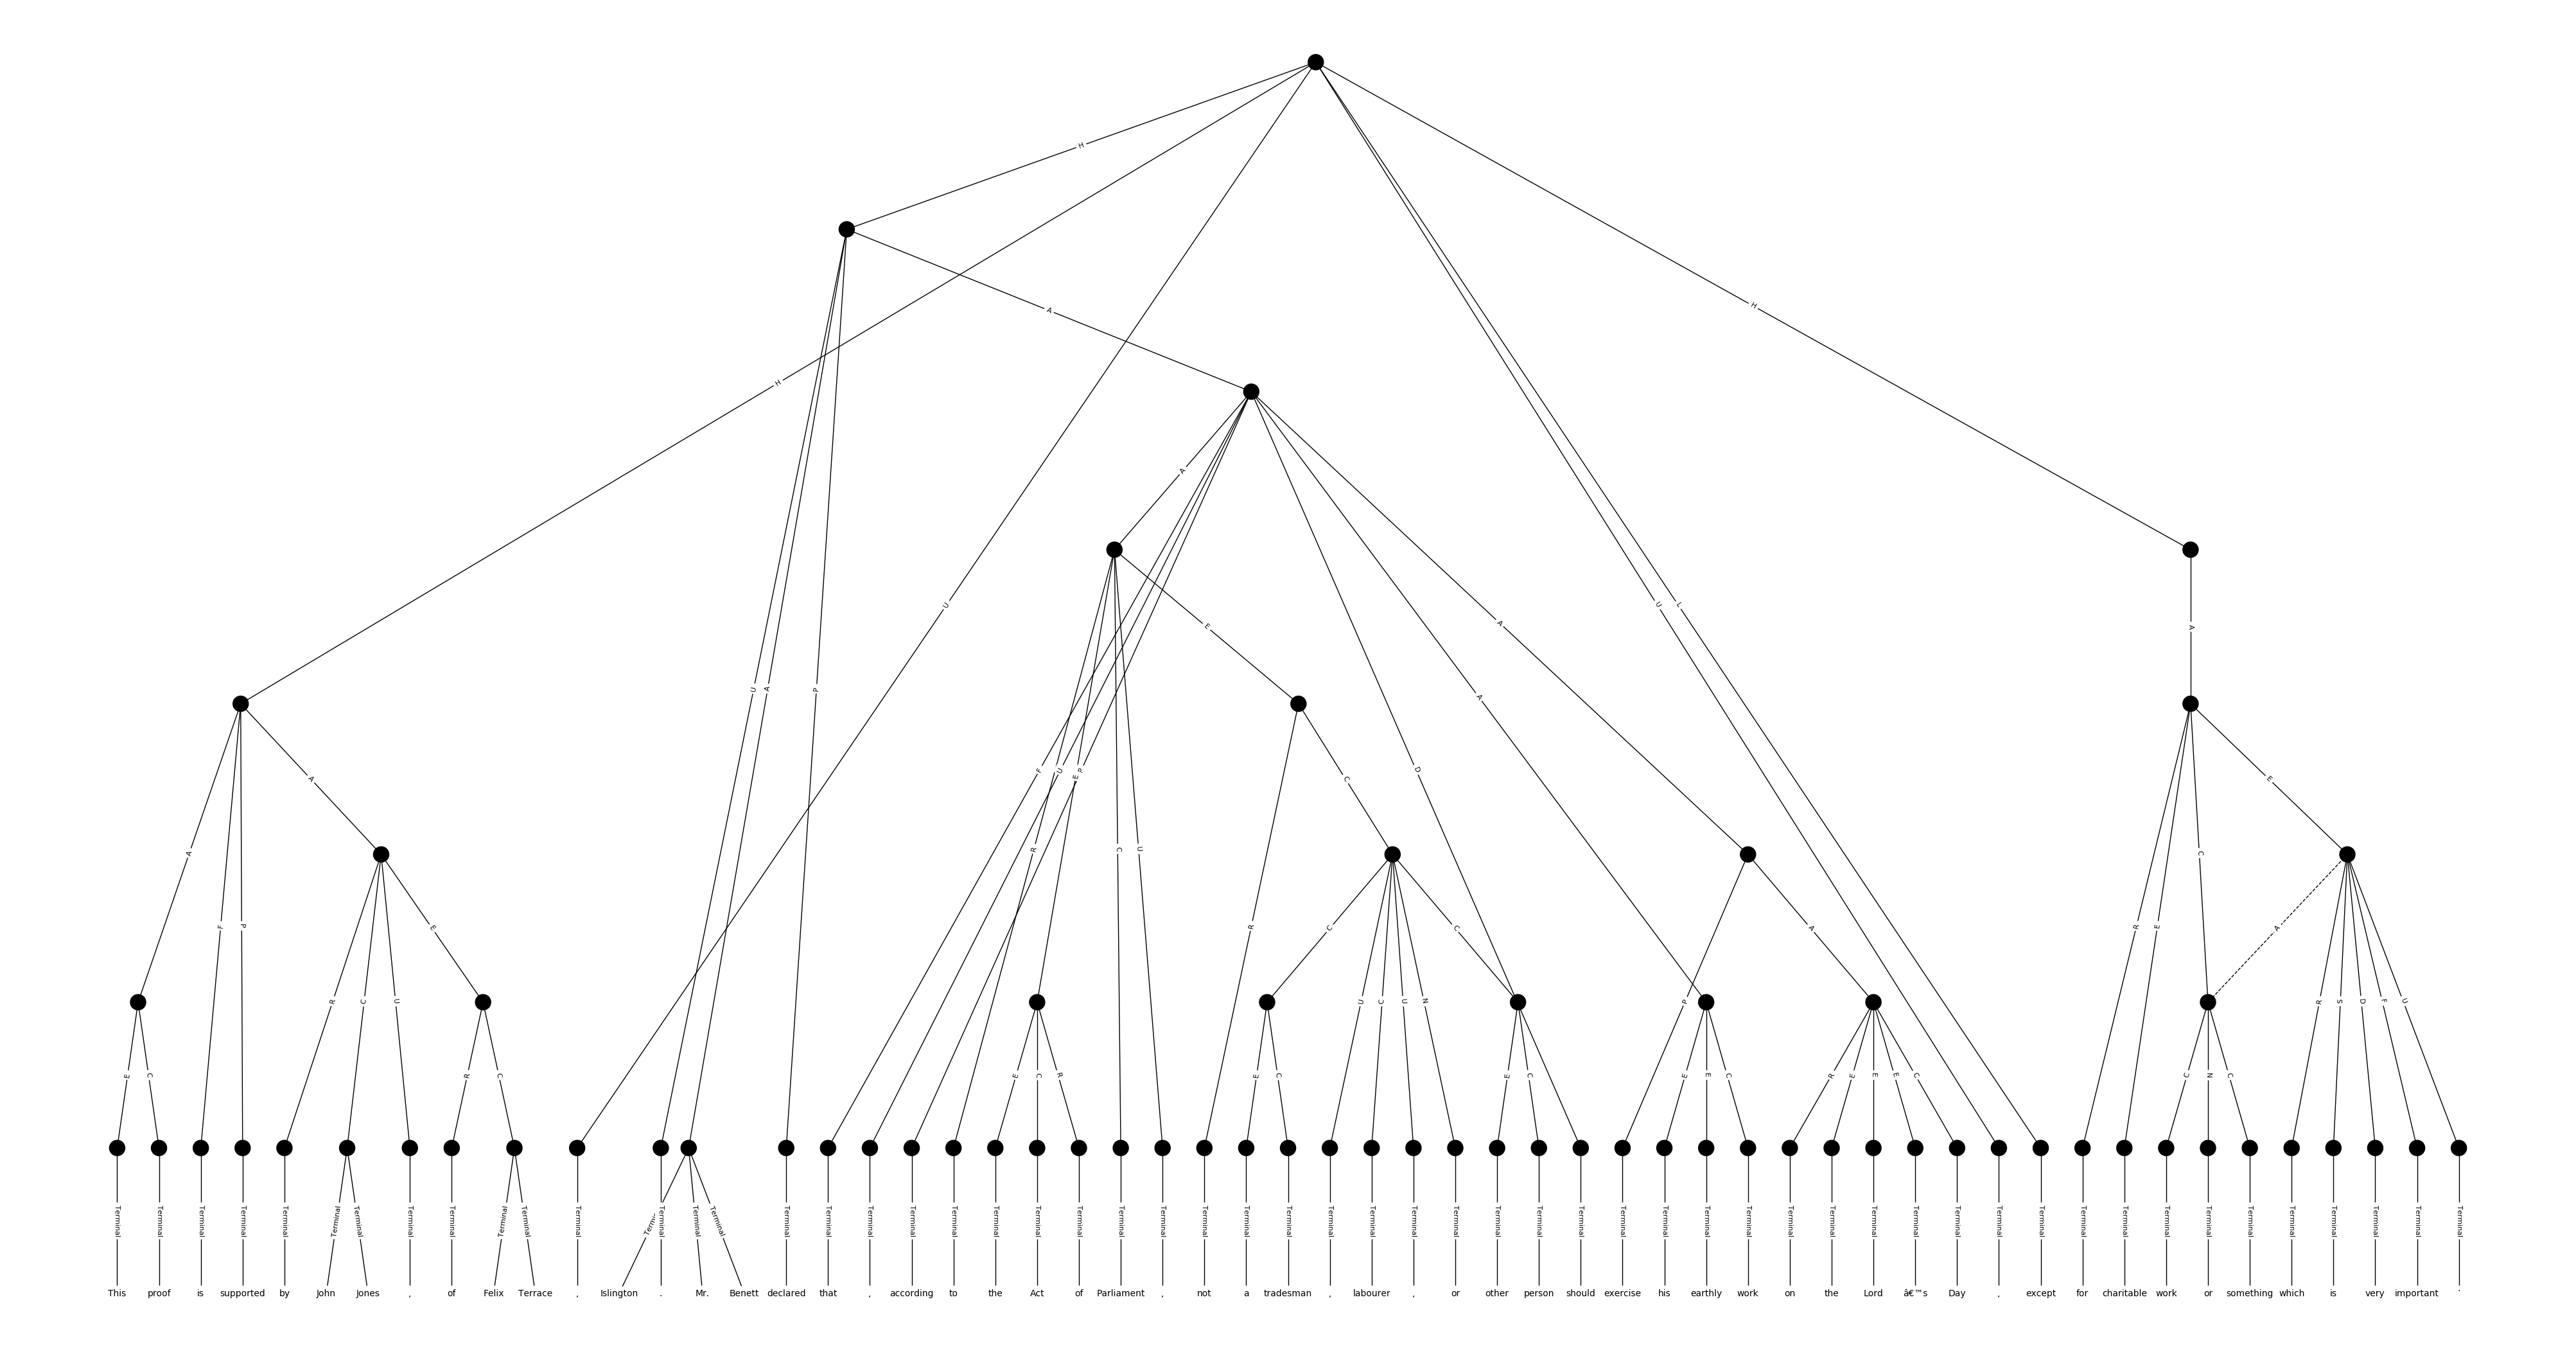 H
H
A
H
A
U U L
E A A
U A P A
F U E P D
A C E
A R C U C
F P E R C C A R E A
R C U U C U N P R S D F U
E C R C E C R E C E C E E C R E E E C C N C
Terminal Terminal Terminal Terminal Terminal Terminal Terminal Terminal Terminal Terminal Terminal Terminal Terminal Terminal Terminal Terminal Terminal Terminal Terminal Terminal Terminal Terminal Terminal Terminal Terminal Terminal Terminal Terminal Terminal Terminal Terminal Terminal Terminal Terminal Terminal Terminal Terminal Terminal Terminal Terminal Terminal Terminal Terminal Terminal Terminal Terminal Terminal Terminal Terminal Terminal Terminal Terminal Terminal Terminal Terminal Terminal
This proof is supported by John Jones , of Felix Terrace , Islington . Mr. Benett declared that , according to the Act of Parliament , not a tradesman , labourer , or other person should exercise his earthly work on the Lord â€™s Day , except for charitable work or something which is very important .